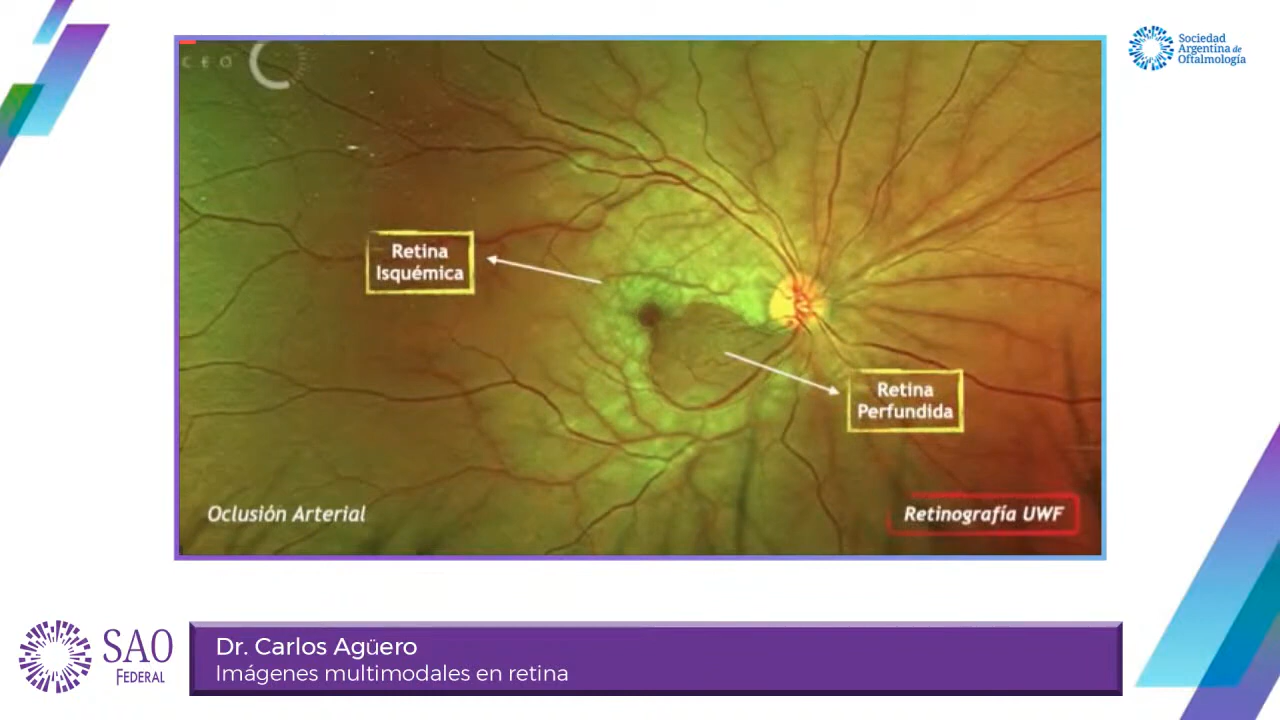 CEO
Sociedad
Argentina de
Oftalmología
Retina
Isquémica
Retina
Perfundida
Oclusión Arterial
Retinografía UWF
SAO
FEDERAL
Dr. Carlos Agüero
Imágenes multimodales en retina